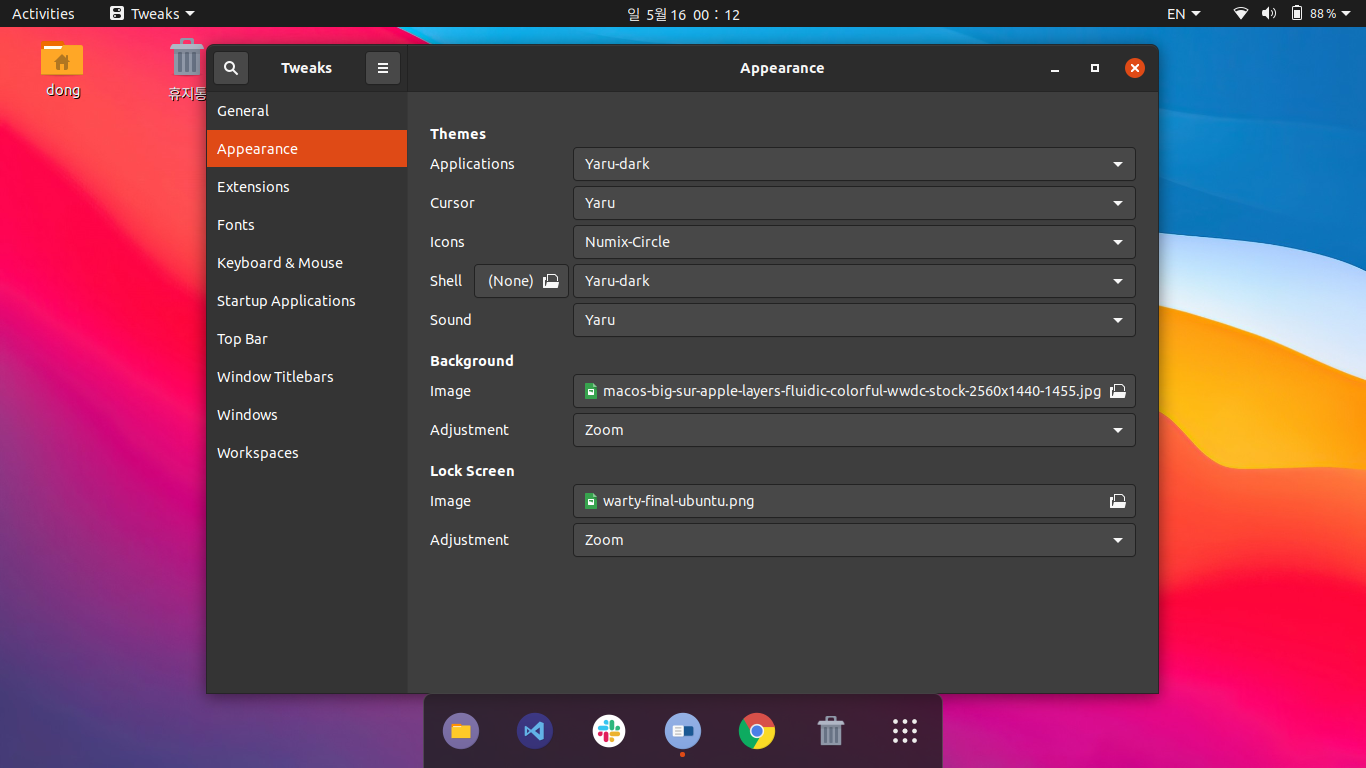 Activities
Tweaks
일 5월 16 00 : 12
EN
88 %
dong
휴지통
Tweaks
Appearance
General
Appearance
Extensions
Fonts
Keyboard & Mouse
Startup Applications
Top Bar
Window Titlebars
Windows
Workspaces
Themes
Applications Yaru-dark
Cursor Yaru
Icons Numix-Circle
Shell (None) Yaru-dark
Sound Yaru
Background
Image macos-big-sur-apple-layers-fluidic-colorful-wwdc-stock-2560x1440-1455.jpg
Adjustment Zoom
Lock Screen
Image warty-final-ubuntu.png
Adjustment Zoom